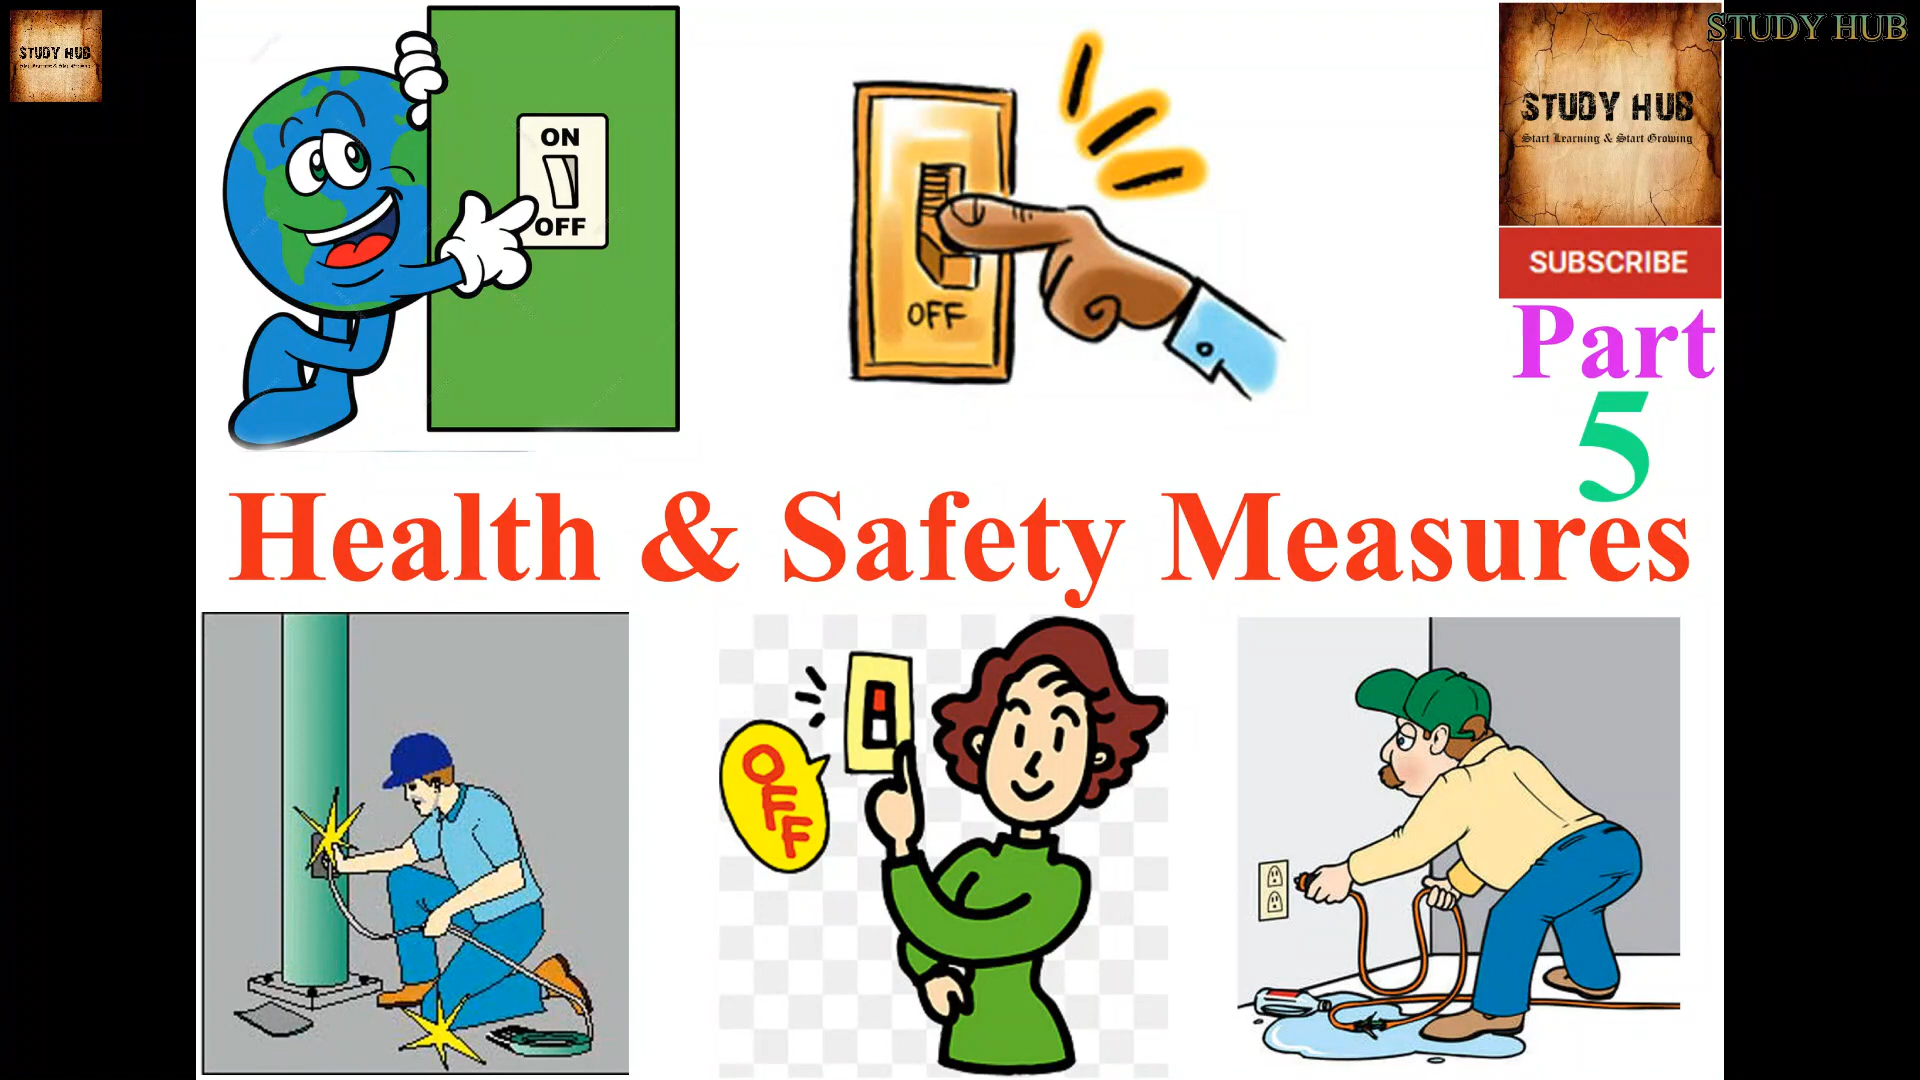 STUDY HUB
STUDY HUB
STUDY HUB
Start Learning & Start Growing
SUBSCRIBE
Part
5
ON
OFF
OFF
Health & Safety Measures
OFF